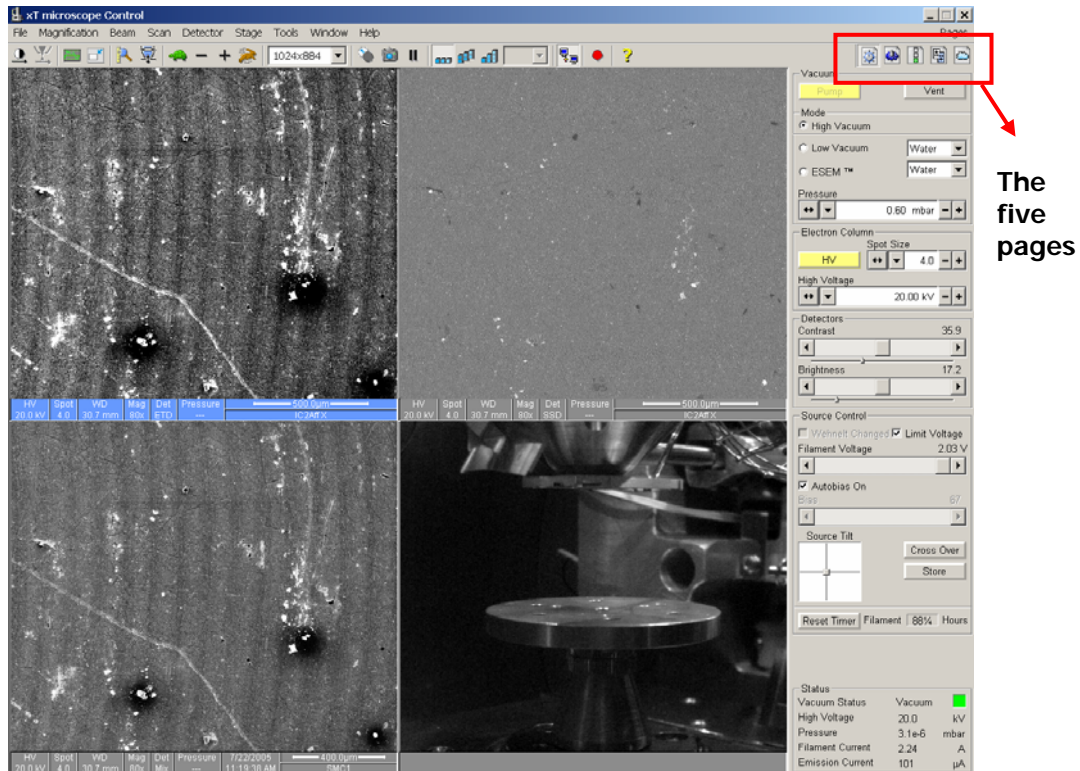 xT microscope Control
File Magnification Beam Scan Detector Stage Tools Window Help
Pages
1024x884
?
Vacuum
Pump Vent
Mode
High Vacuum
Low Vacuum Water
ESEM ™ Water
Pressure
0.60 mbar
Electron Column
Spot Size
HV 4.0
High Voltage
20.00 kV
Detectors
Contrast 35.9
Brightness 17.2
Source Control
Wehnelt Changed Limit Voltage
Filament Voltage 2.03 V
Autobias On
Bias 67
Source Tilt
Cross Over
Store
Reset Timer Filament 88% Hours
Status
Vacuum Status Vacuum
High Voltage 20.0 kV
Pressure 3.1e-6 mbar
Filament Current 2.24 A
Emission Current 101 µA
The
five
pages
HV Spot WD Mag Det Pressure 500.0µm
20.0 kV 4.0 30.7 mm 80x ETD --- IC2Aff.X
HV Spot WD Mag Det Pressure 500.0µm
20.0 kV 4.0 30.7 mm 80x SSD --- IC2Aff.X
HV Spot WD Mag Det Pressure 7/22/2005 400.0µm
20.0 kV 4.0 30.7 mm 80x Mix --- 11:19:38 AM SMC1